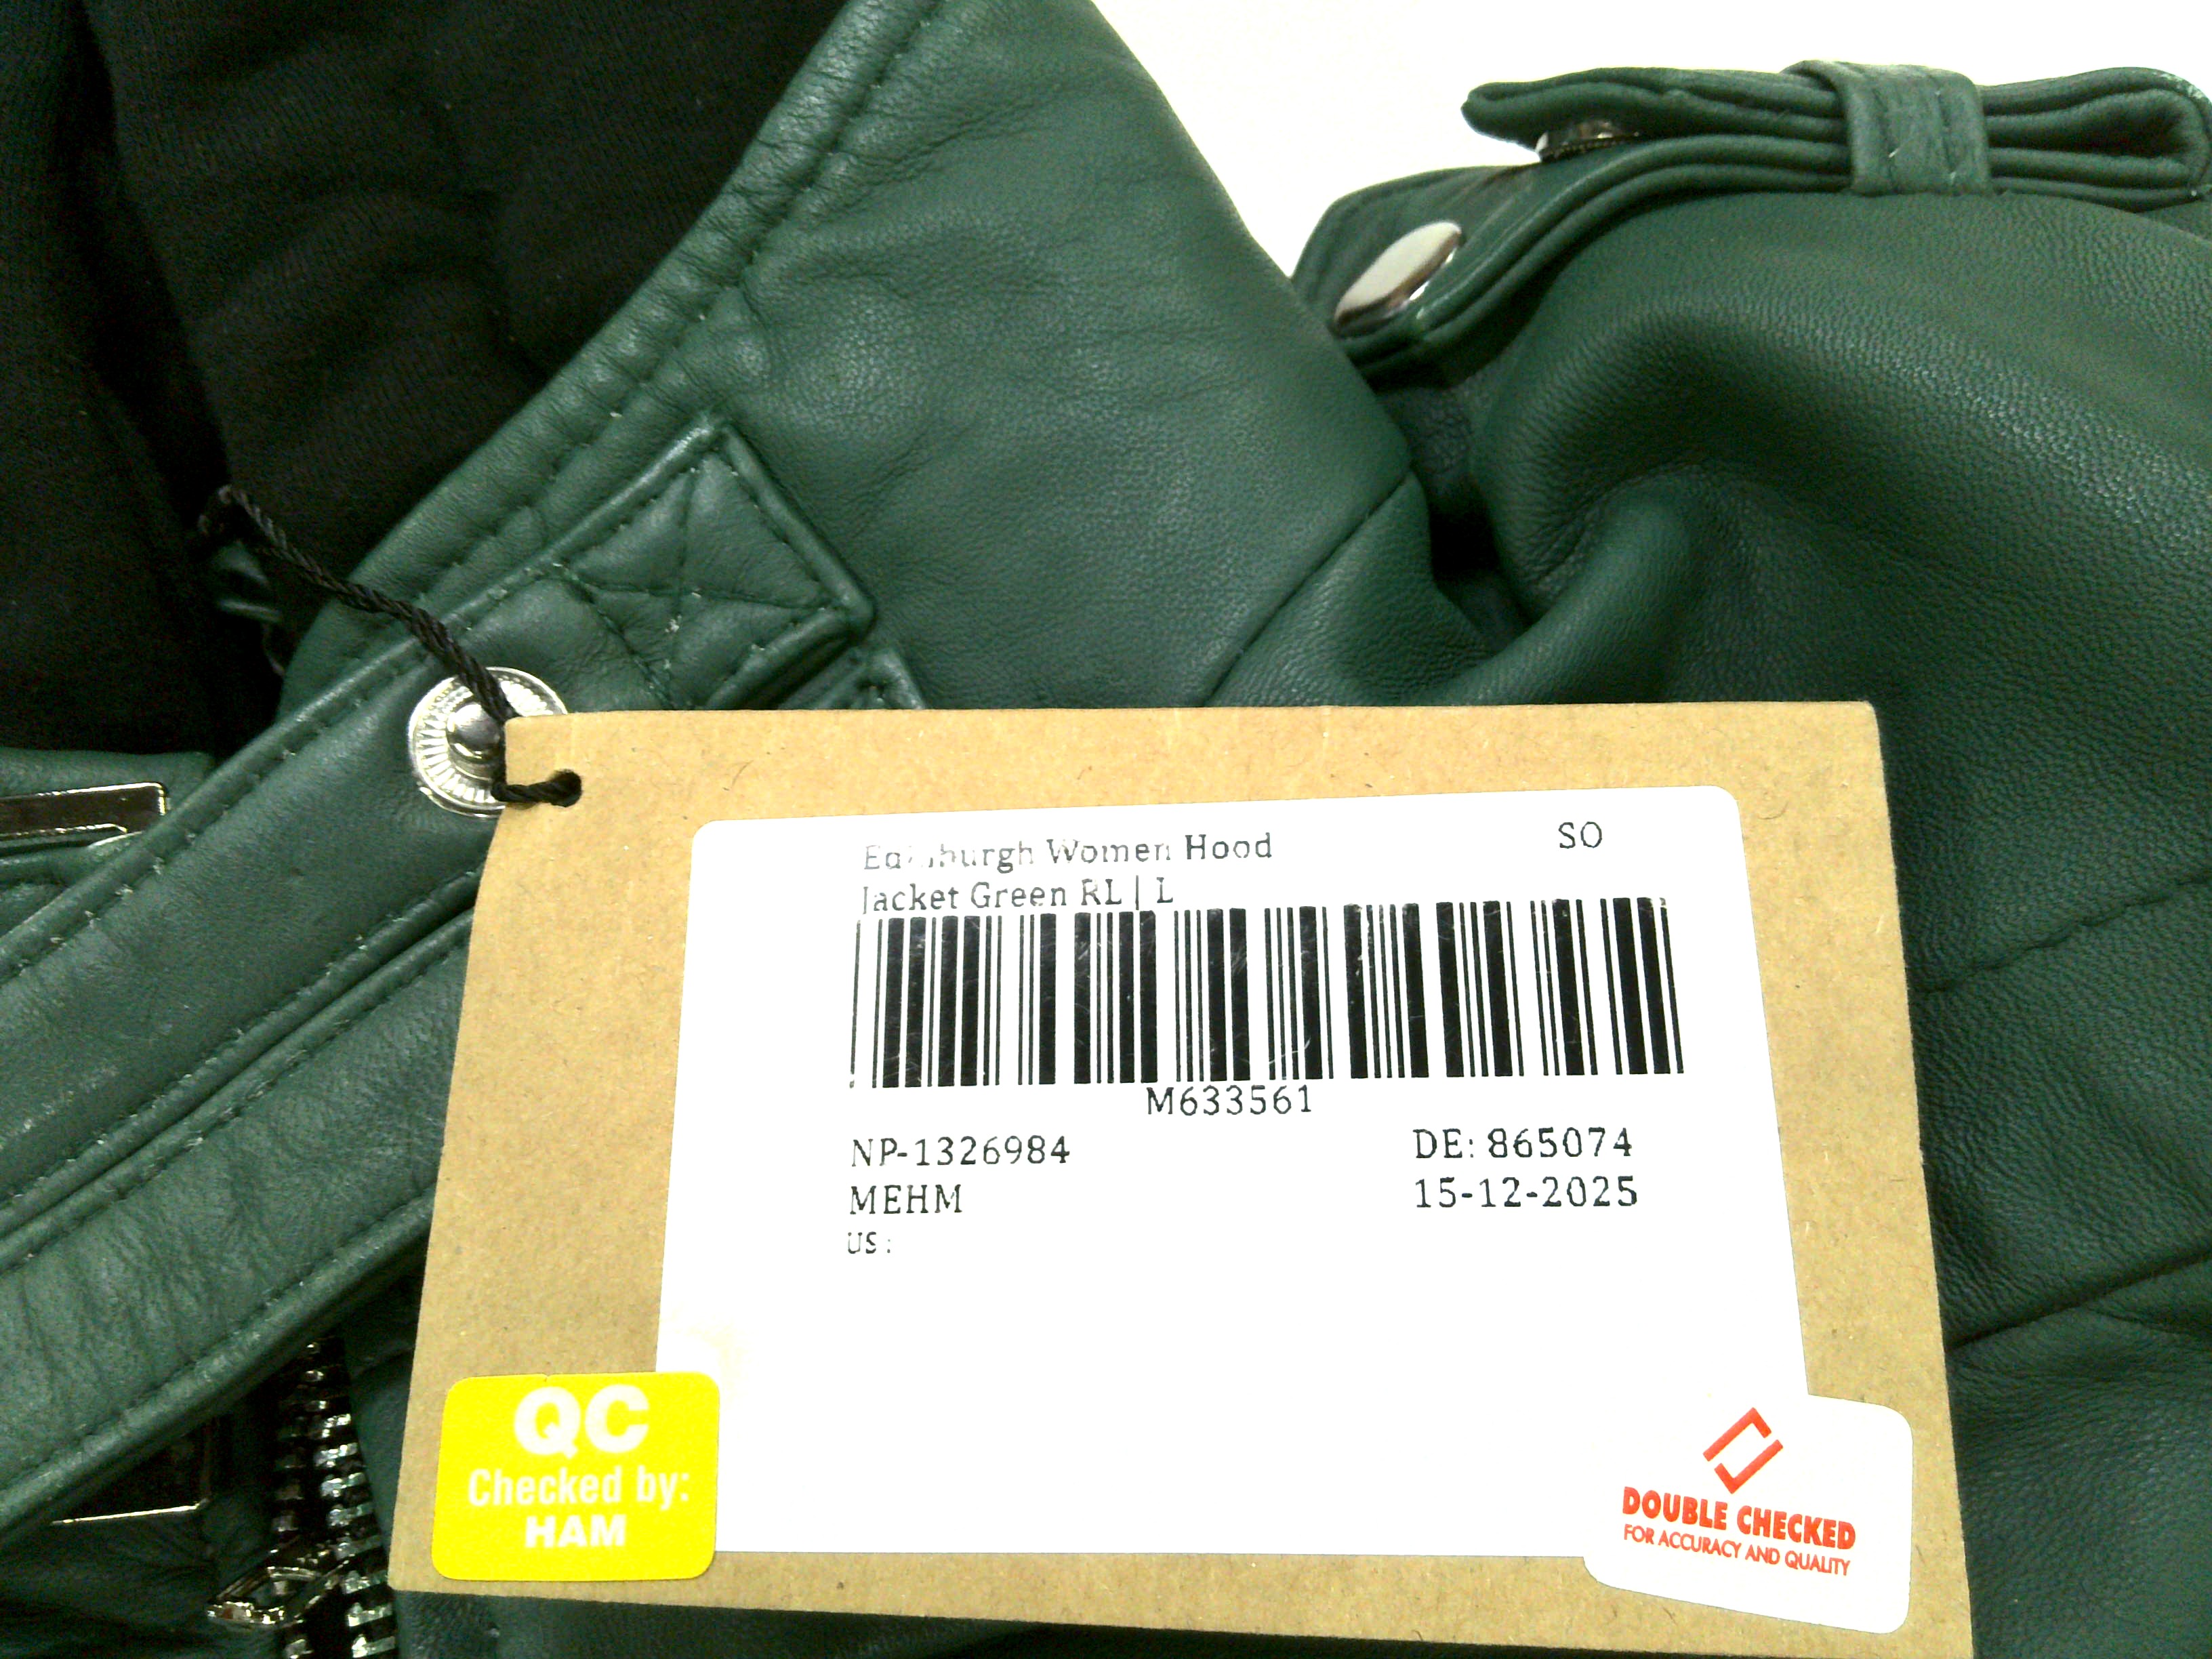 Edinburgh Women Hood SO
Jacket Green RL | L
M633561
NP-1326984 DE: 865074
MEHM 15-12-2025
US:
QC
Checked by:
HAM
DOUBLE CHECKED
FOR ACCURACY AND QUALITY